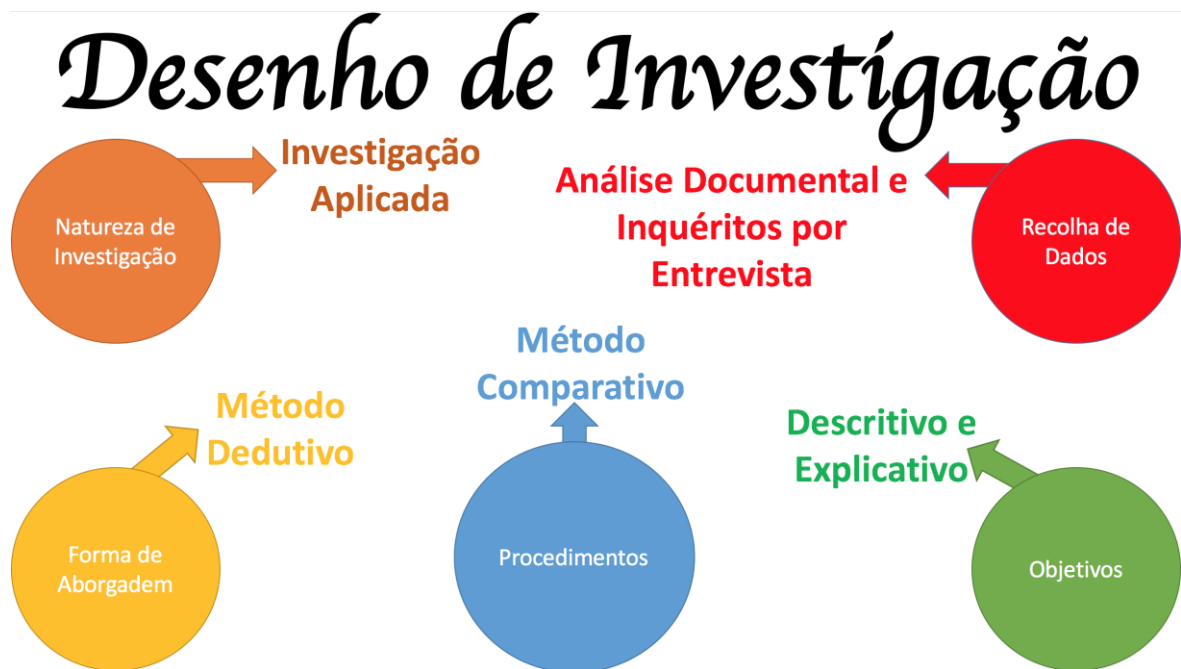 Desenho de Investigação
Natureza de
Investigação
Investigação
Aplicada
Análise Documental e
Inquéritos por
Entrevista
Recolha de
Dados
Método
Comparativo
Método
Dedutivo
Descritivo e
Explicativo
Forma de
Aborgadem
Procedimentos
Objetivos